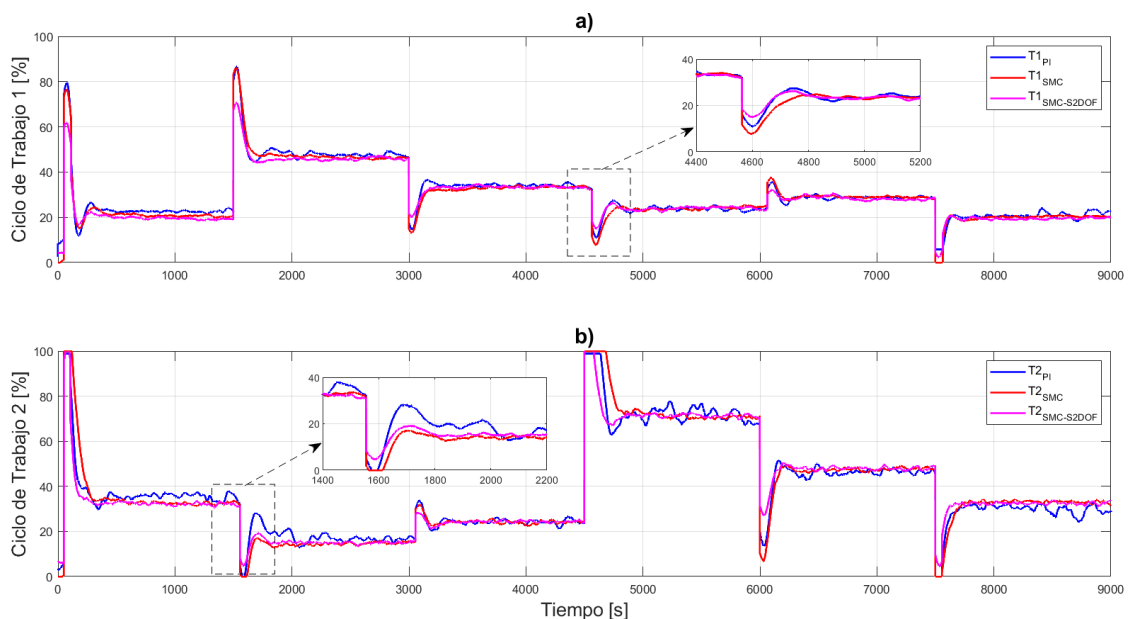 a)
Ciclo de Trabajo 1 [%]
100
80
60
40
20
0
0 1000 2000 3000 4000 5000 6000 7000 8000 9000
T1PI
T1SMC
T1SMC-S2DOF
40
20
0
4400 4600 4800 5000 5200
b)
Ciclo de Trabajo 2 [%]
100
80
60
40
20
0
0 1000 2000 3000 4000 5000 6000 7000 8000 9000
Tiempo [s]
T2PI
T2SMC
T2SMC-S2DOF
40
20
0
1400 1600 1800 2000 2200